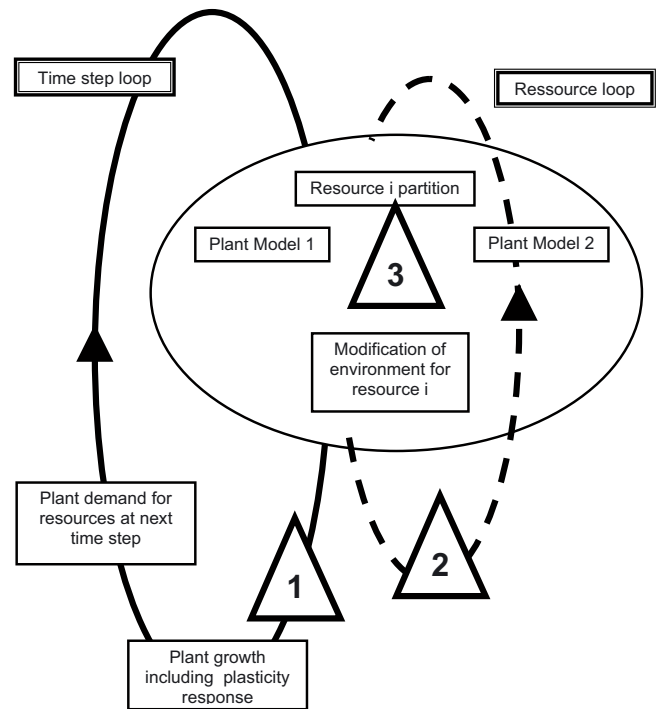 Time step loop
Ressource loop
Resource i partition
Plant Model 1
Plant Model 2
3
Modification of
environment for
resource i
Plant demand for
resources at next
time step
1
2
Plant growth
including plasticity
response